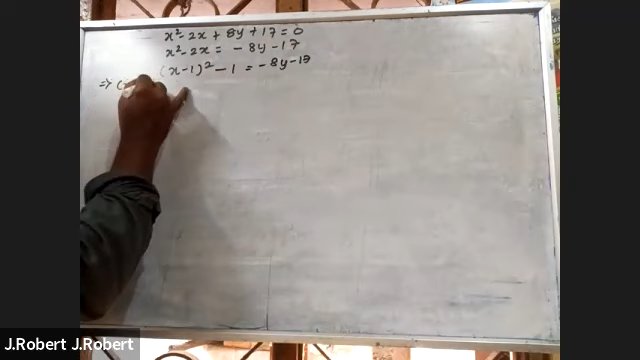 x²-2x + 8y + 17 = 0
x²-2x = - 8y - 17
(x-1)² - 1 = - 8y - 17
⇒ (
J.Robert J.Robert